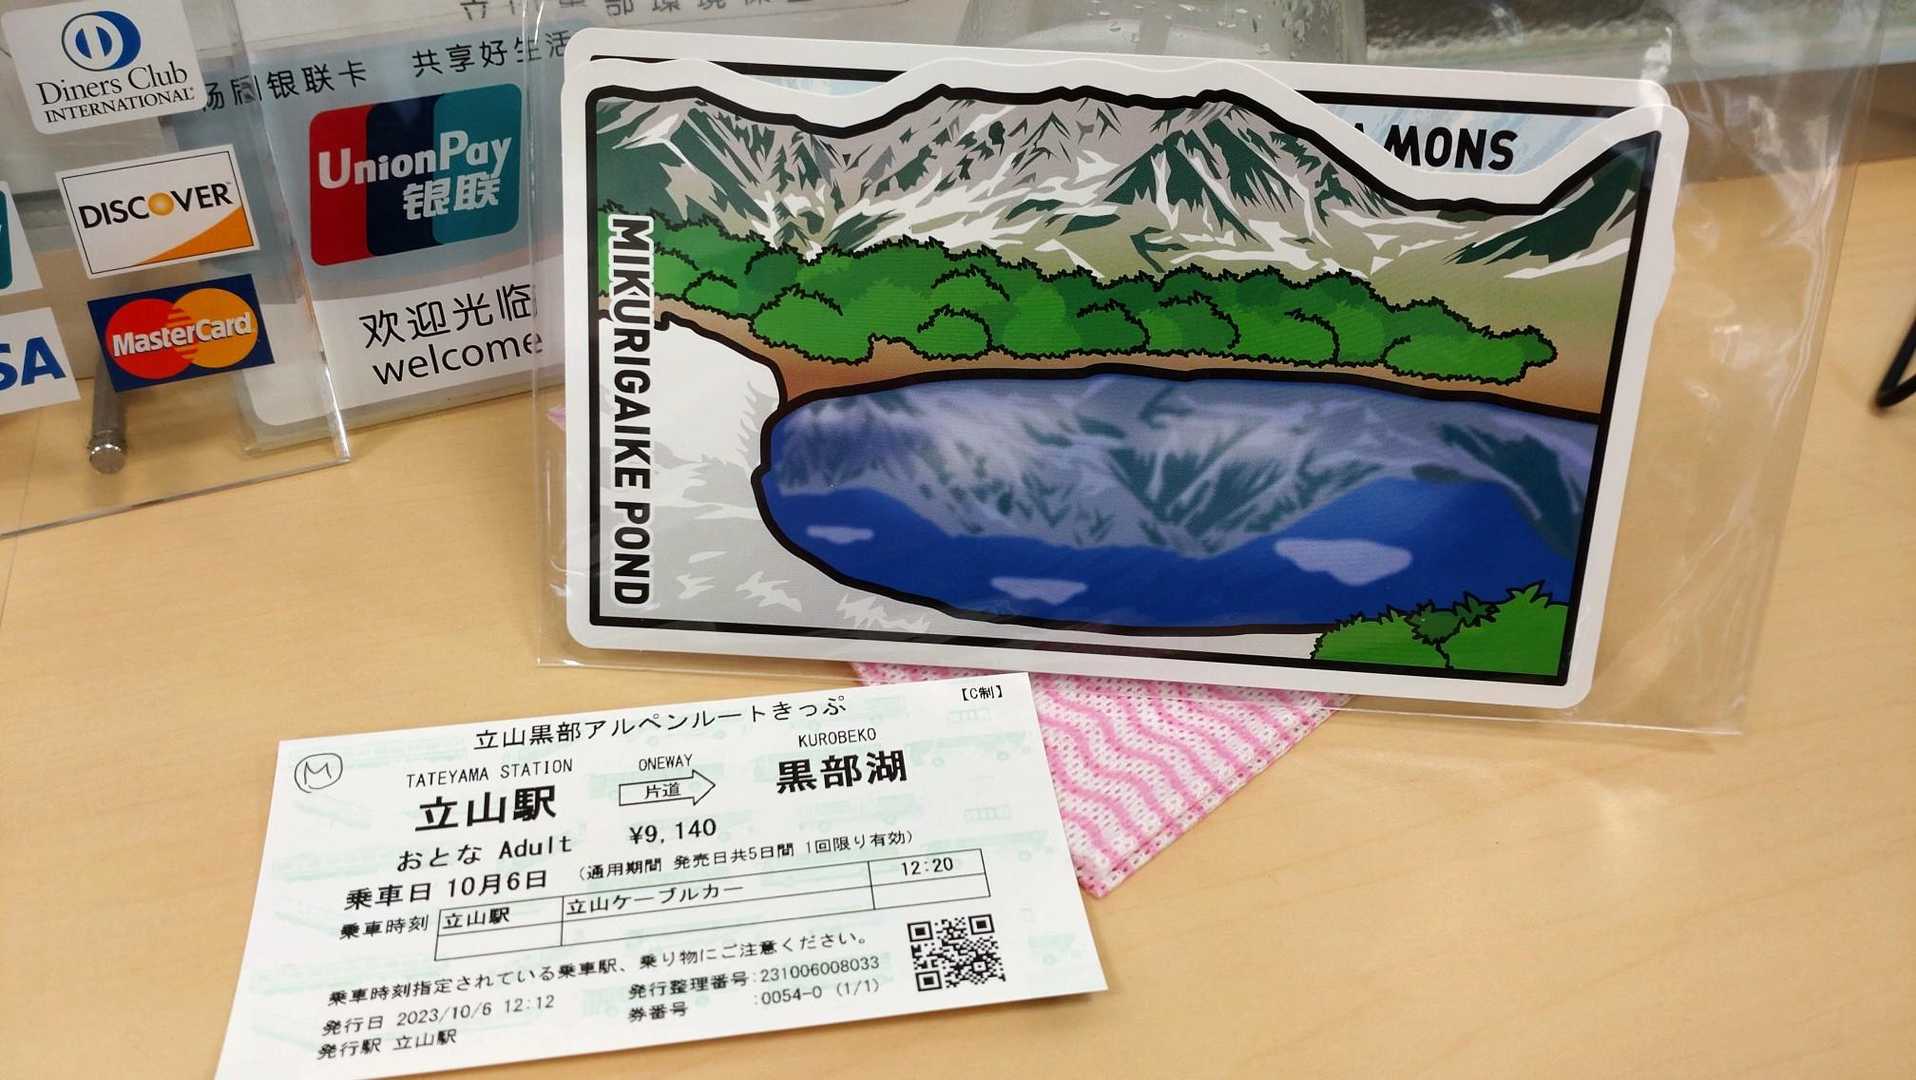 Diners Club
INTERNATIONAL
DISCOVER
MasterCard
共享好生活
银联卡
UnionPay
银联
欢迎光临
welcome
MONS
MIKURIGAIKE POND
立山黒部アルペンルートきっぷ
【C制】
M
TATEYAMA STATION
ONEWAY
KUROBEKO
立山駅
片道
黒部湖
おとな Adult
¥9,140
(通用期間 発売日共5日間 1回限り有効)
乗車日 10月6日
乗車時刻 立山駅 立山ケーブルカー 12:20
乗車時刻指定されている乗車駅、乗り物にご注意ください。
発行日 2023/10/6 12:12
発行整理番号:231006008033
発行駅 立山駅
券番号 :0054-0 (1/1)